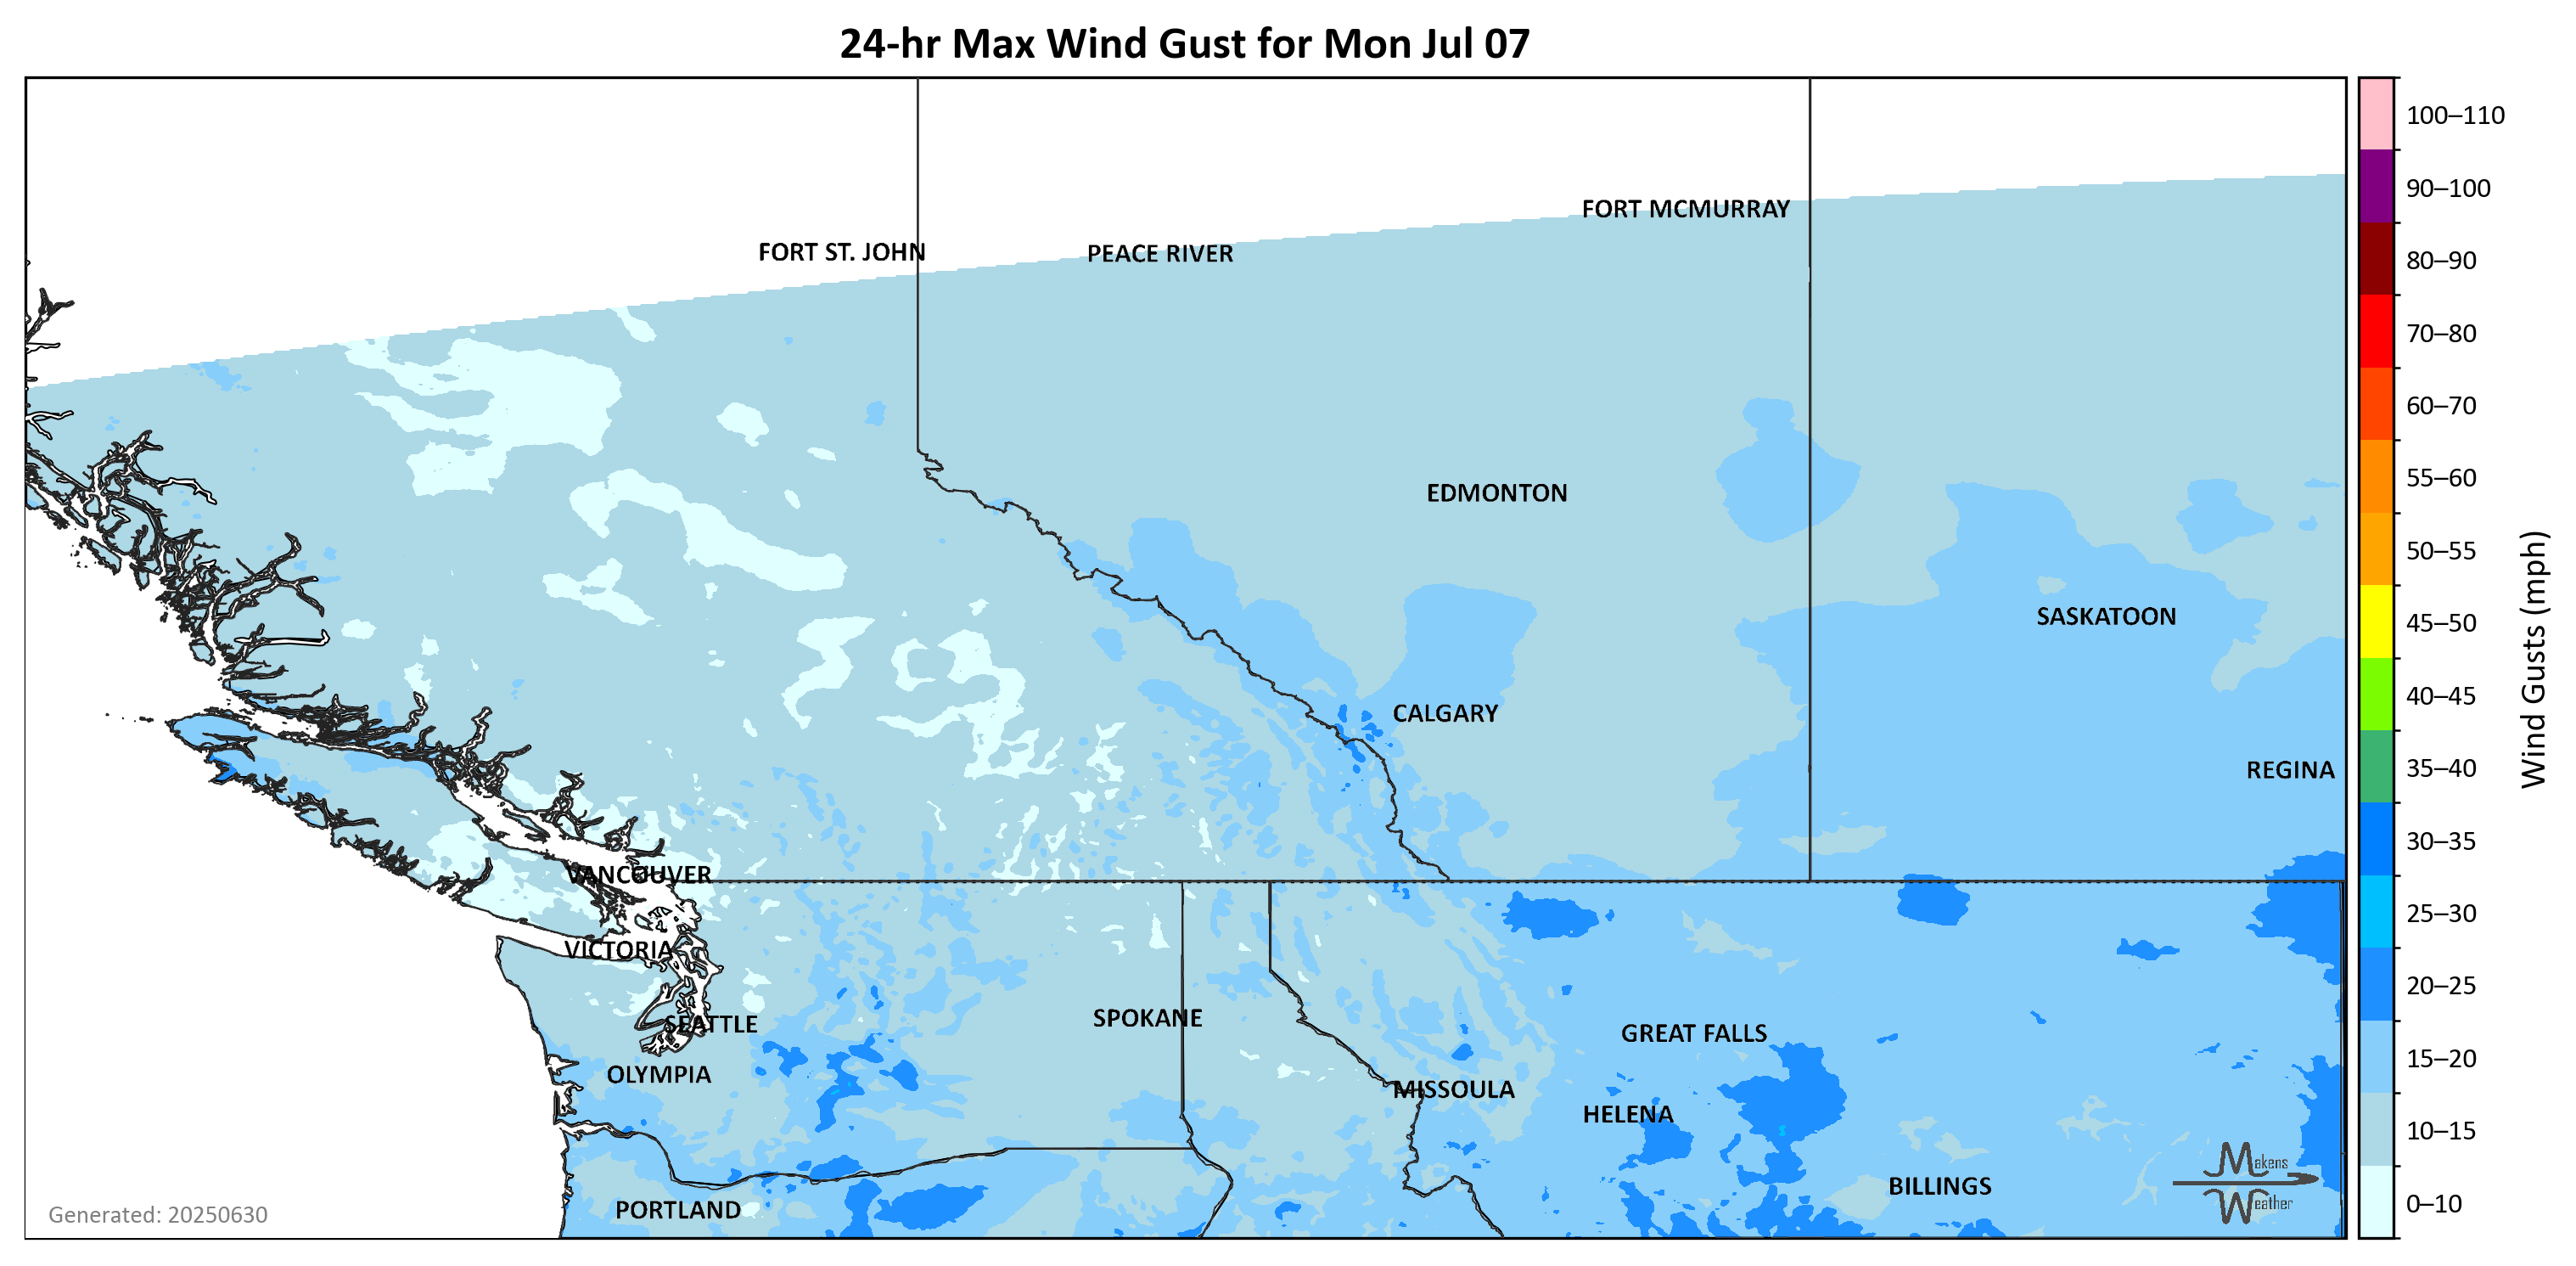 24-hr Max Wind Gust for Mon Jul 07
FORT MCMURRAY
FORT ST. JOHN
PEACE RIVER
EDMONTON
SASKATOON
CALGARY
REGINA
VANCOUVER
VICTORIA
SEATTLE
SPOKANE
GREAT FALLS
OLYMPIA
MISSOULA
HELENA
BILLINGS
PORTLAND
Makens
Weather
Generated: 20250630
100–110
90–100
80–90
70–80
60–70
55–60
50–55
45–50
40–45
35–40
30–35
25–30
20–25
15–20
10–15
0–10
Wind Gusts (mph)